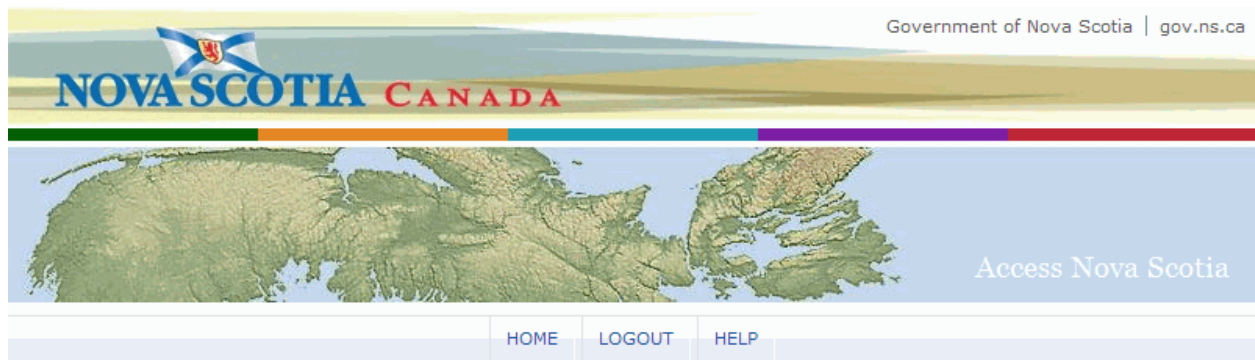 Government of Nova Scotia | gov.ns.ca
NOVA SCOTIA CANADA
Access Nova Scotia
HOME LOGOUT HELP